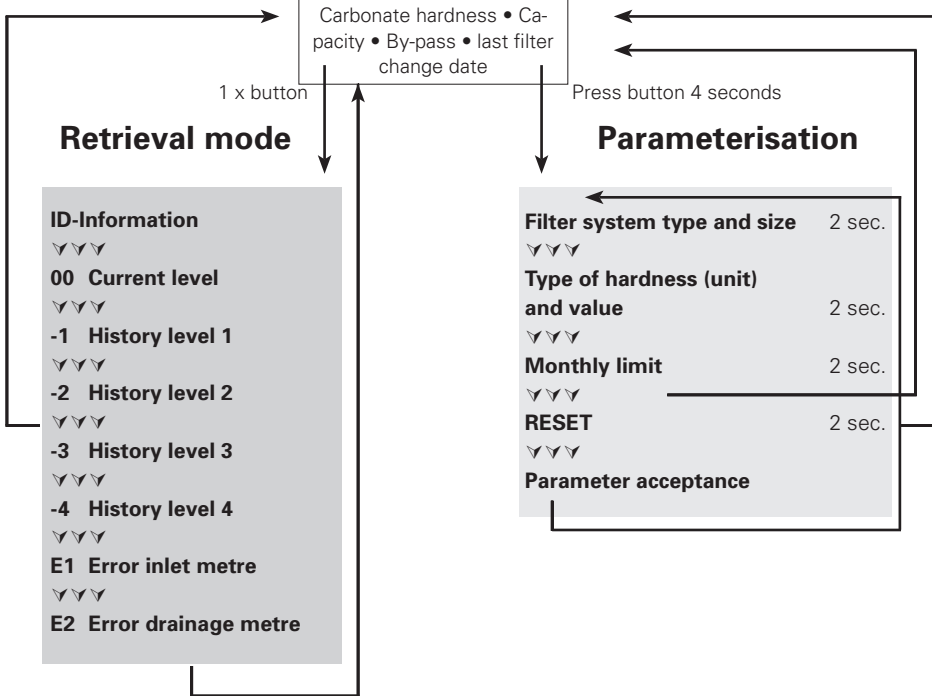 Carbonate hardness • Ca-
pacity • By-pass • last filter
change date
1 x button
Press button 4 seconds
Retrieval mode
Parameterisation
ID-Information
00 Current level
-1 History level 1
-2 History level 2
-3 History level 3
-4 History level 4
E1 Error inlet metre
E2 Error drainage metre
Filter system type and size 2 sec.
Type of hardness (unit)
and value 2 sec.
Monthly limit 2 sec.
RESET 2 sec.
Parameter acceptance